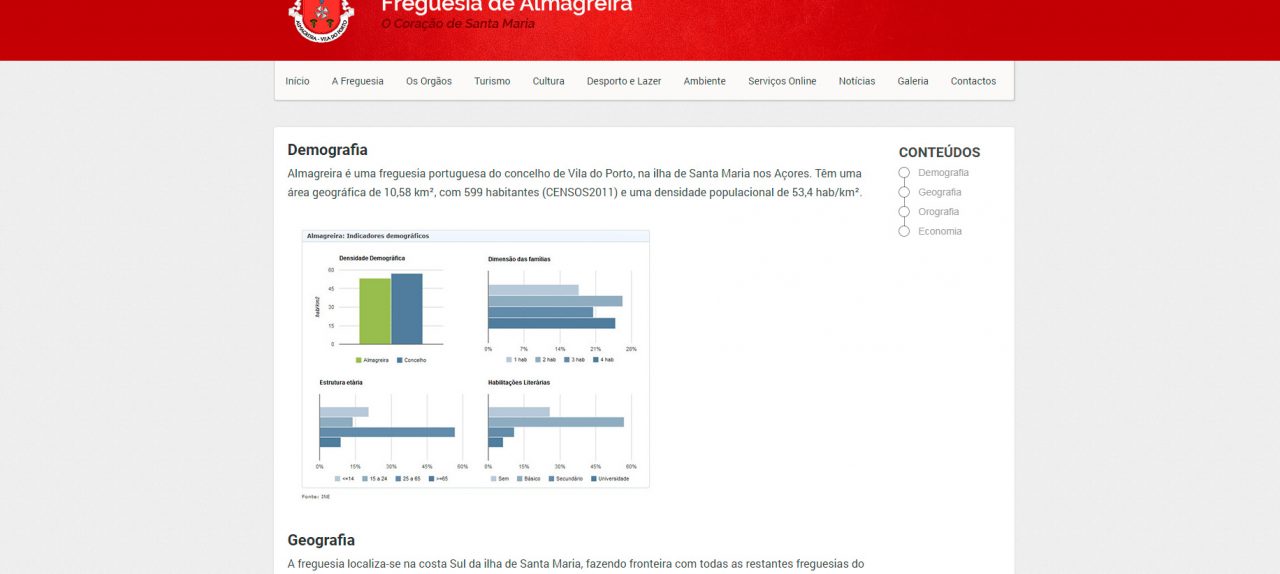 Freguesia de Almagreira
O Coração de Santa Maria
ALMAGREIRA - VILA DO PORTO
Início A Freguesia Os Orgãos Turismo Cultura Desporto e Lazer Ambiente Serviços Online Notícias Galeria Contactos
Demografia
Almagreira é uma freguesia portuguesa do concelho de Vila do Porto, na ilha de Santa Maria nos Açores. Têm uma
área geográfica de 10,58 km², com 599 habitantes (CENSOS2011) e uma densidade populacional de 53,4 hab/km².
CONTEÚDOS
Demografia
Geografia
Orografia
Economia
Almagreira: Indicadores demográficos
Densidade Demográfica
60
45
30
15
0
hab/km2
Almagreira Concelho
Dimensão das famílias
0% 7% 14% 21% 28%
1 hab 2 hab 3 hab 4 hab
Estrutura etária
0% 15% 30% 45% 60%
<=14 15 a 24 25 a 65 >=65
Habilitações Literárias
0% 15% 30% 45% 60%
Sem Básico Secundário Universidade
Fonte: INE
Geografia
A freguesia localiza-se na costa Sul da ilha de Santa Maria, fazendo fronteira com todas as restantes freguesias do